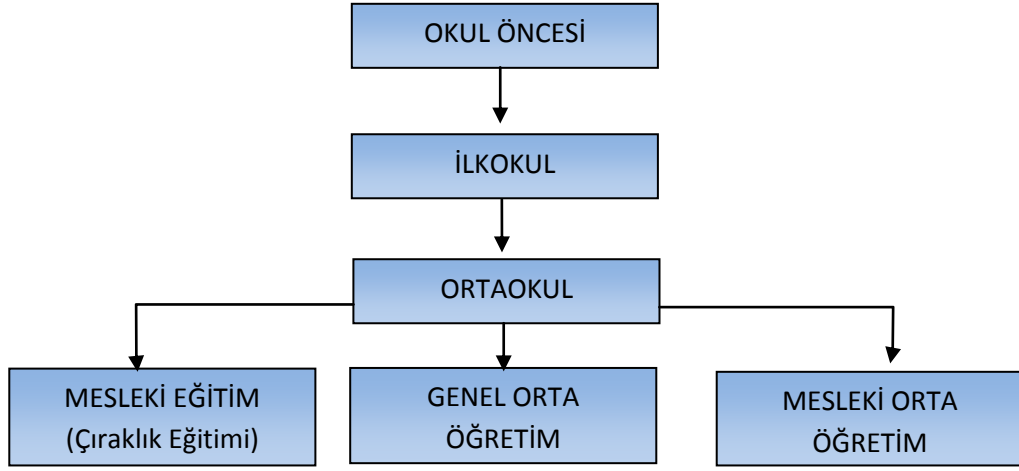 OKUL ÖNCESİ
İLKOKUL
ORTAOKUL
MESLEKİ EĞİTİM
(Çıraklık Eğitimi)
GENEL ORTA
ÖĞRETİM
MESLEKİ ORTA
ÖĞRETİM